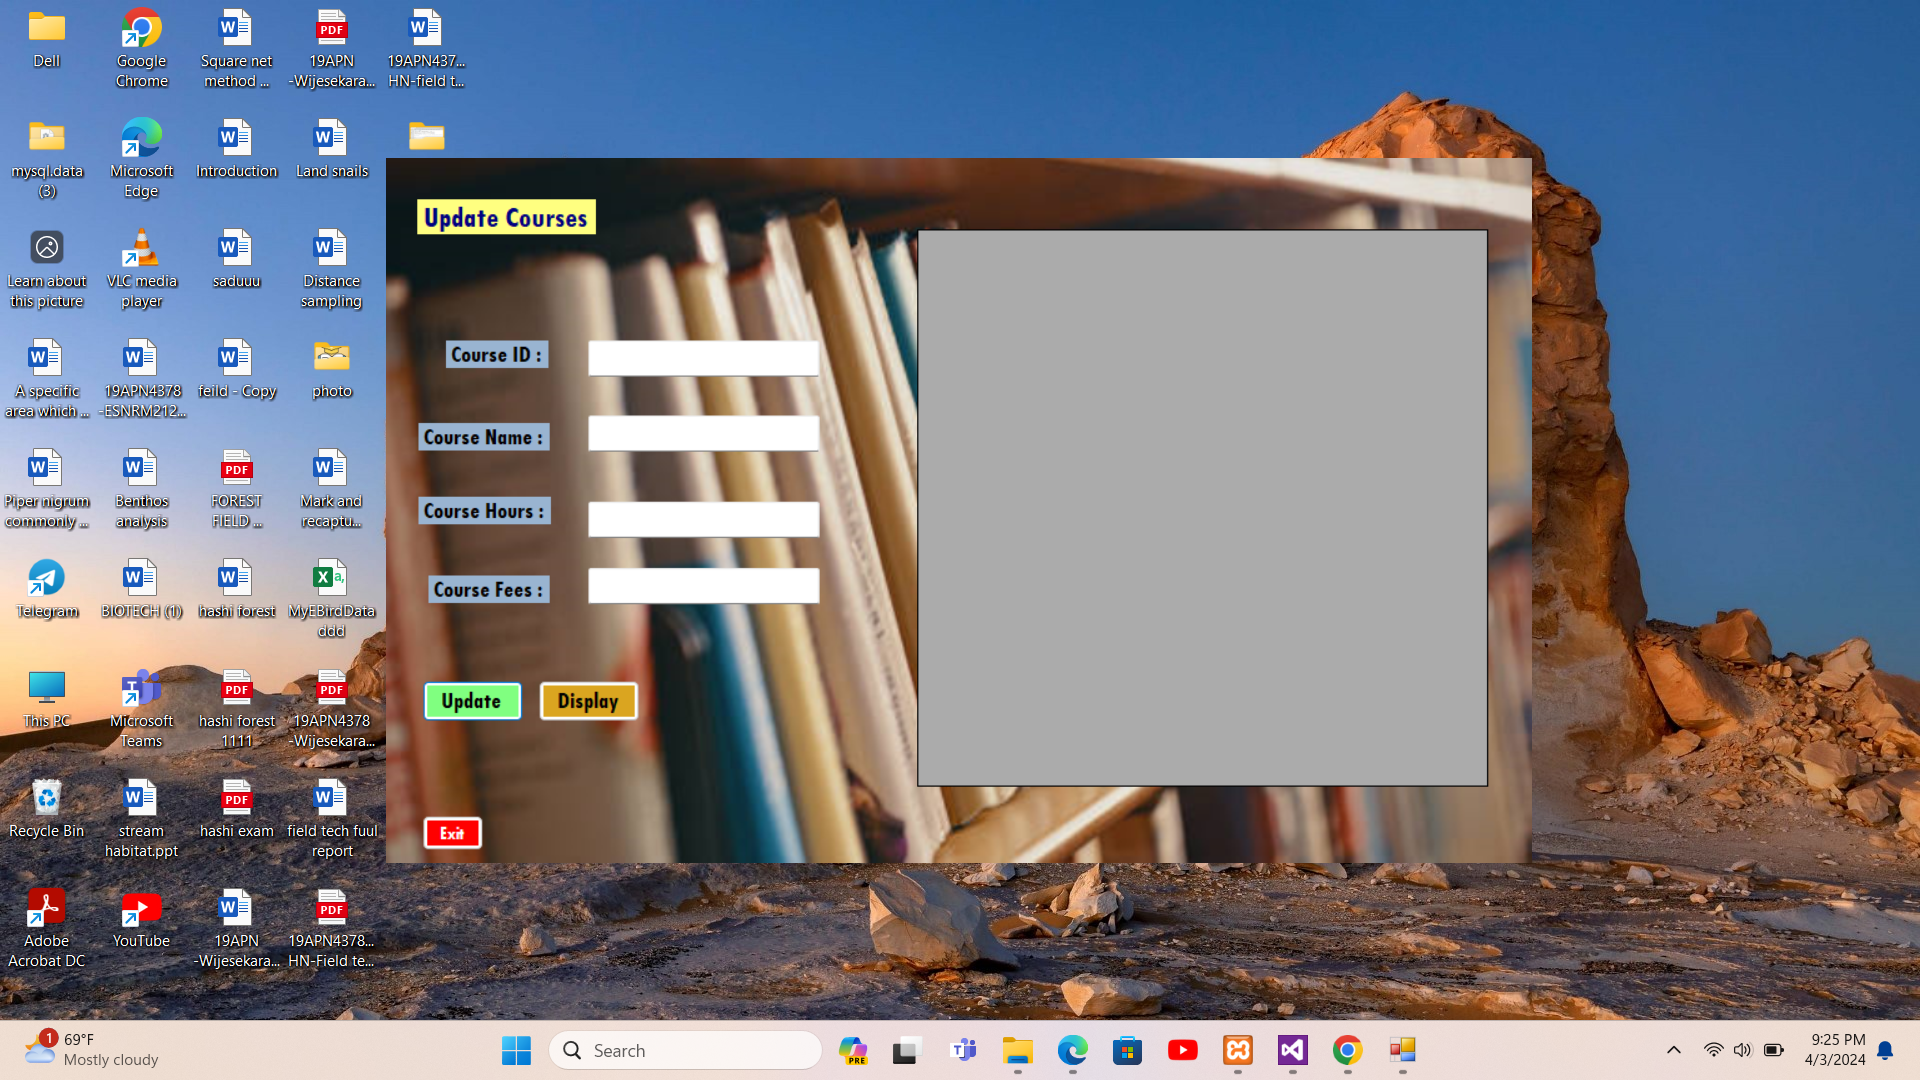 Dell
Google
Chrome
Square net
method ...
19APN
-Wijesekara...
19APN437...
HN-field t...
mysql.data
(3)
Microsoft
Edge
Introduction
Land snails
Learn about
this picture
VLC media
player
saduuu
Distance
sampling
A specific
area which ...
19APN4378
-ESNRM212...
feild - Copy
photo
Piper nigrum
commonly ...
Benthos
analysis
FOREST
FIELD ...
Mark and
recaptu...
Telegram
BIOTECH (1)
hashi forest
MyEBirdData
ddd
This PC
Microsoft
Teams
hashi forest
1111
19APN4378
-Wijesekara...
Recycle Bin
stream
habitat.ppt
hashi exam
field tech fuul
report
Adobe
Acrobat DC
YouTube
19APN
-Wijesekara...
19APN4378...
HN-Field te...
Update Courses
Course ID :
Course Name :
Course Hours :
Course Fees :
Update
Display
Exit
1
69°F
Mostly cloudy
Search
PRE
9:25 PM
4/3/2024